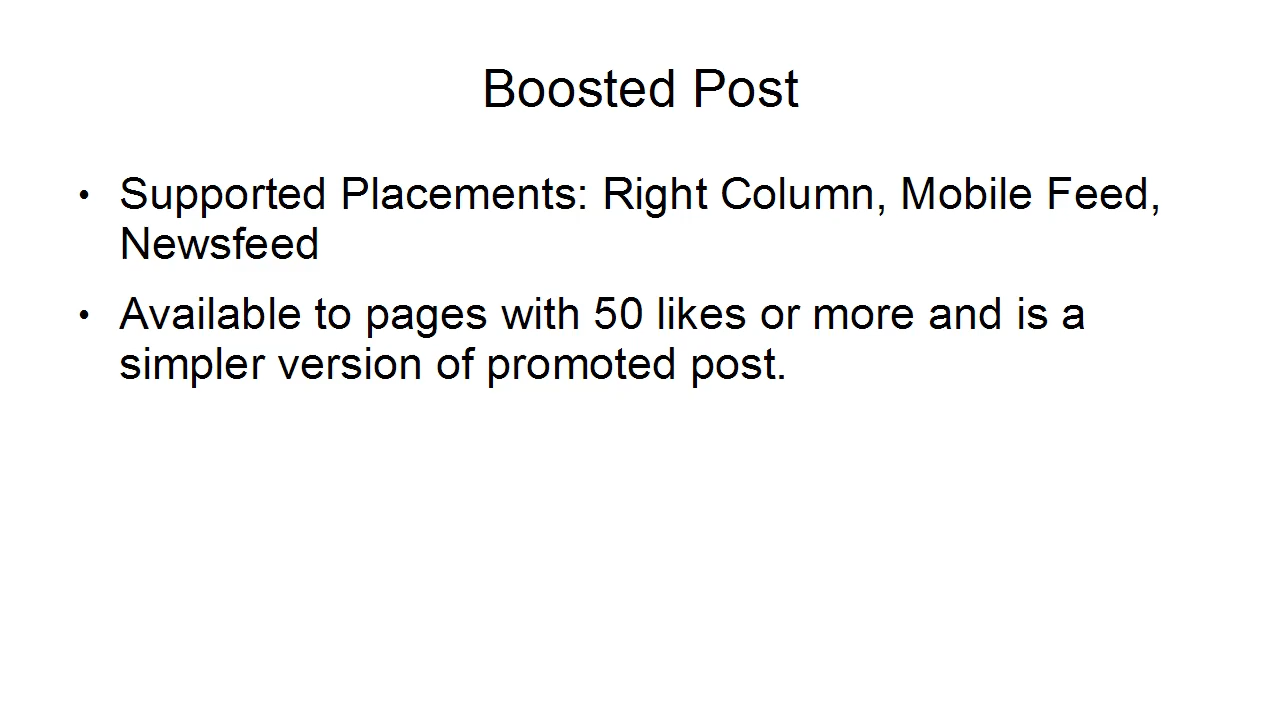 Boosted Post
• Supported Placements: Right Column, Mobile Feed,
Newsfeed
• Available to pages with 50 likes or more and is a
simpler version of promoted post.